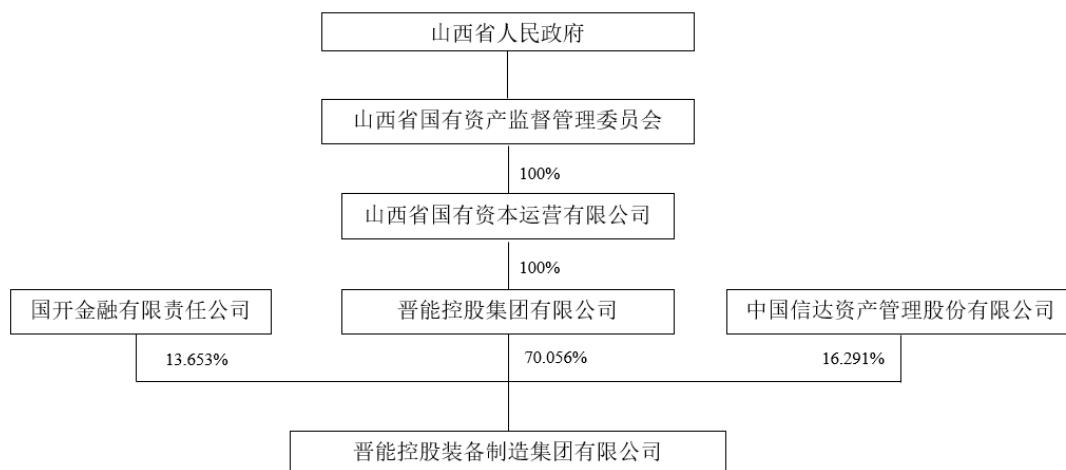 山西省人民政府
山西省国有资产监督管理委员会
100%
山西省国有资本运营有限公司
100%
国开金融有限责任公司
晋能控股集团有限公司
中国信达资产管理股份有限公司
13.653%
70.056%
16.291%
晋能控股装备制造集团有限公司